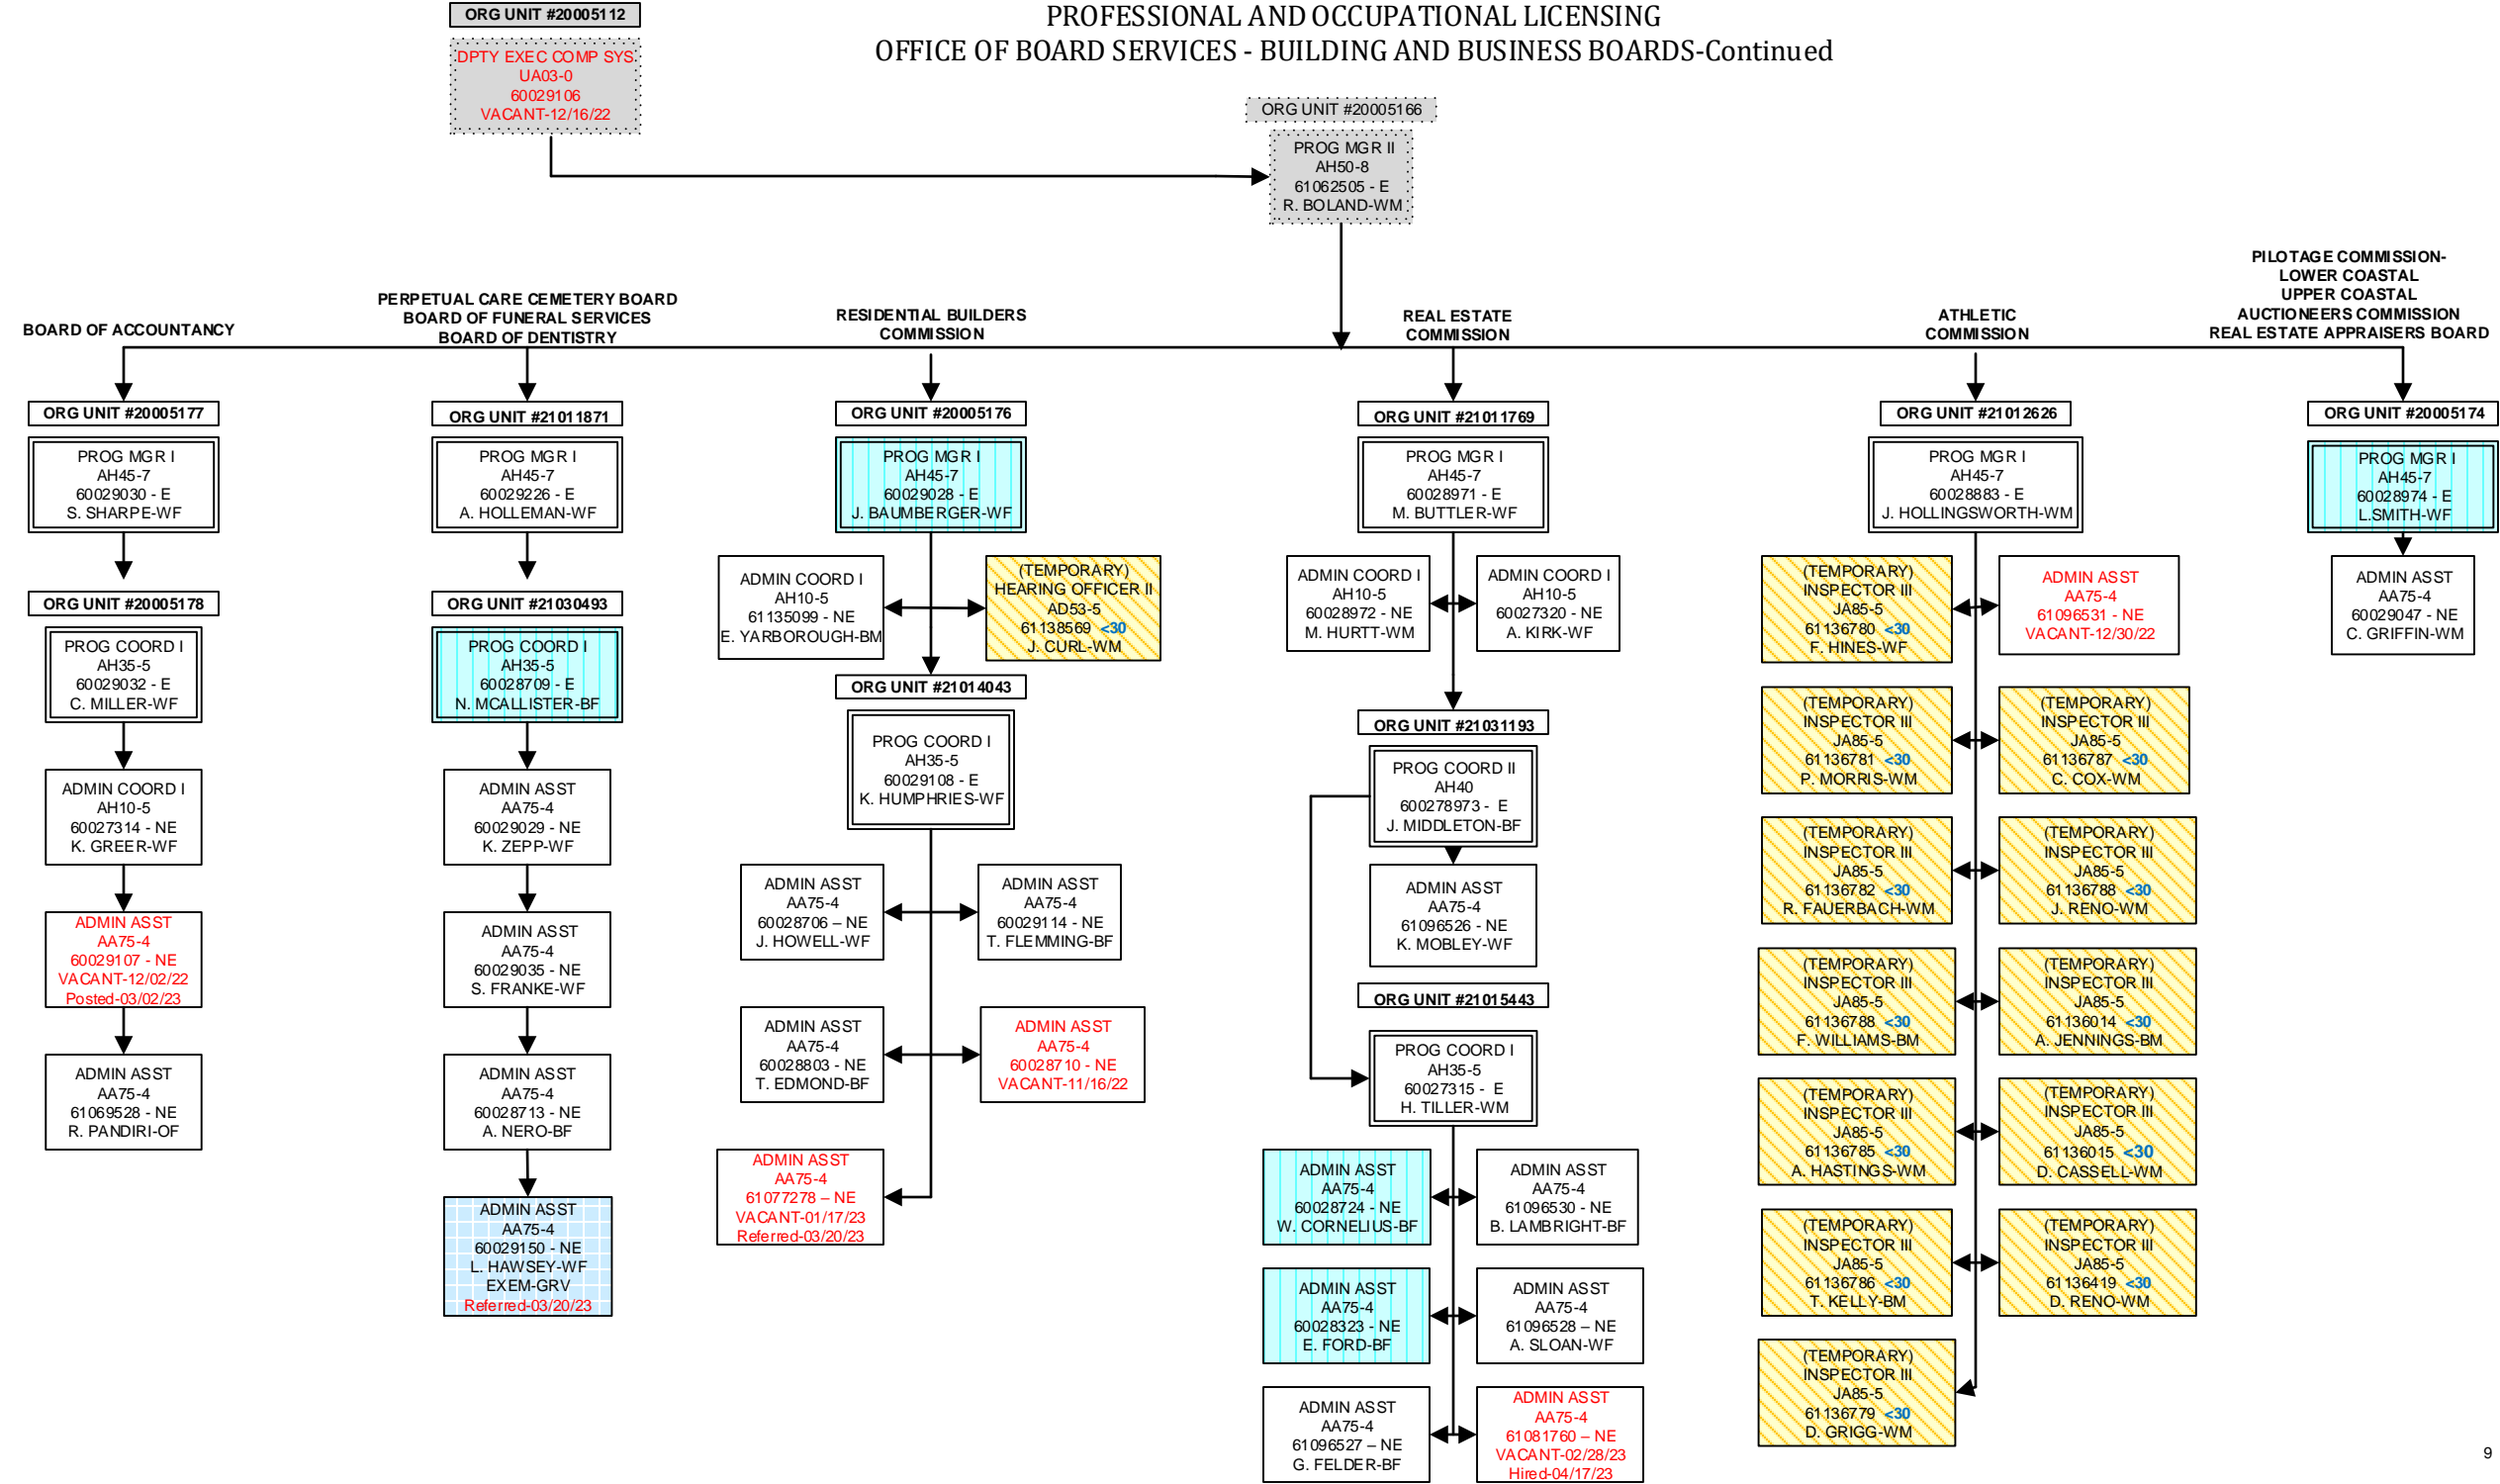 PROFESSIONAL AND OCCUPATIONAL LICENSING
OFFICE OF BOARD SERVICES - BUILDING AND BUSINESS BOARDS-Continued
ORG UNIT #20005112
DPTY EXEC COMP SYS
UA03-0
60029106
VACANT-12/16/22
ORG UNIT #20005166
PROG MGR II
AH50-8
61062505 - E
R. BOLAND-WM
BOARD OF ACCOUNTANCY
ORG UNIT #20005177
PROG MGR I
AH45-7
60029030 - E
S. SHARPE-WF
ORG UNIT #20005178
PROG COORD I
AH35-5
60029032 - E
C. MILLER-WF
ADMIN COORD I
AH10-5
60027314 - NE
K. GREER-WF
ADMIN ASST
AA75-4
60029107 - NE
VACANT-12/02/22
Posted-03/02/23
ADMIN ASST
AA75-4
61069528 - NE
R. PANDIRI-OF
PERPETUAL CARE CEMETERY BOARD
BOARD OF FUNERAL SERVICES
BOARD OF DENTISTRY
ORG UNIT #21011871
PROG MGR I
AH45-7
60029226 - E
A. HOLLEMAN-WF
ORG UNIT #21030493
PROG COORD I
AH35-5
60028709 - E
N. MCALLISTER-BF
ADMIN ASST
AA75-4
60029029 - NE
K. ZEPP-WF
ADMIN ASST
AA75-4
60029035 - NE
S. FRANKE-WF
ADMIN ASST
AA75-4
60028713 - NE
A. NERO-BF
ADMIN ASST
AA75-4
60029150 - NE
L. HAWSEY-WF
EXEM-GRV
Referred-03/20/23
RESIDENTIAL BUILDERS
COMMISSION
ORG UNIT #20005176
PROG MGR I
AH45-7
60029028 - E
J. BAUMBERGER-WF
ADMIN COORD I
AH10-5
61135099 - NE
E. YARBOROUGH-BM
(TEMPORARY)
HEARING OFFICER II
AD53-5
61138569 <30
J. CURL-WM
ORG UNIT #21014043
PROG COORD I
AH35-5
60029108 - E
K. HUMPHRIES-WF
ADMIN ASST
AA75-4
60028706 – NE
J. HOWELL-WF
ADMIN ASST
AA75-4
60029114 - NE
T. FLEMMING-BF
ADMIN ASST
AA75-4
60028803 - NE
T. EDMOND-BF
ADMIN ASST
AA75-4
60028710 - NE
VACANT-11/16/22
ADMIN ASST
AA75-4
61077278 – NE
VACANT-01/17/23
Referred-03/20/23
REAL ESTATE
COMMISSION
ORG UNIT #21011769
PROG MGR I
AH45-7
60028971 - E
M. BUTTLER-WF
ADMIN COORD I
AH10-5
60028972 - NE
M. HURTT-WM
ADMIN COORD I
AH10-5
60027320 - NE
A. KIRK-WF
ORG UNIT #21031193
PROG COORD II
AH40
600278973 - E
J. MIDDLETON-BF
ADMIN ASST
AA75-4
61096526 - NE
K. MOBLEY-WF
ORG UNIT #21015443
PROG COORD I
AH35-5
60027315 - E
H. TILLER-WM
ADMIN ASST
AA75-4
60028724 - NE
W. CORNELIUS-BF
ADMIN ASST
AA75-4
61096530 - NE
B. LAMBRIGHT-BF
ADMIN ASST
AA75-4
60028323 - NE
E. FORD-BF
ADMIN ASST
AA75-4
61096528 – NE
A. SLOAN-WF
ADMIN ASST
AA75-4
61096527 – NE
G. FELDER-BF
ADMIN ASST
AA75-4
61081760 – NE
VACANT-02/28/23
Hired-04/17/23
ATHLETIC
COMMISSION
ORG UNIT #21012626
PROG MGR I
AH45-7
60028883 - E
J. HOLLINGSWORTH-WM
(TEMPORARY)
INSPECTOR III
JA85-5
61136780 <30
F. HINES-WF
ADMIN ASST
AA75-4
61096531 - NE
VACANT-12/30/22
(TEMPORARY)
INSPECTOR III
JA85-5
61136781 <30
P. MORRIS-WM
(TEMPORARY)
INSPECTOR III
JA85-5
61136787 <30
C. COX-WM
(TEMPORARY)
INSPECTOR III
JA85-5
61136782 <30
R. FAUERBACH-WM
(TEMPORARY)
INSPECTOR III
JA85-5
61136788 <30
J. RENO-WM
(TEMPORARY)
INSPECTOR III
JA85-5
61136788 <30
F. WILLIAMS-BM
(TEMPORARY)
INSPECTOR III
JA85-5
61136014 <30
A. JENNINGS-BM
(TEMPORARY)
INSPECTOR III
JA85-5
61136785 <30
A. HASTINGS-WM
(TEMPORARY)
INSPECTOR III
JA85-5
61136015 <30
D. CASSELL-WM
(TEMPORARY)
INSPECTOR III
JA85-5
61136786 <30
T. KELLY-BM
(TEMPORARY)
INSPECTOR III
JA85-5
61136419 <30
D. RENO-WM
(TEMPORARY)
INSPECTOR III
JA85-5
61136779 <30
D. GRIGG-WM
PILOTAGE COMMISSION-
LOWER COASTAL
UPPER COASTAL
AUCTIONEERS COMMISSION
REAL ESTATE APPRAISERS BOARD
ORG UNIT #20005174
PROG MGR I
AH45-7
60028974 - E
L.SMITH-WF
ADMIN ASST
AA75-4
60029047 - NE
C. GRIFFIN-WM
9